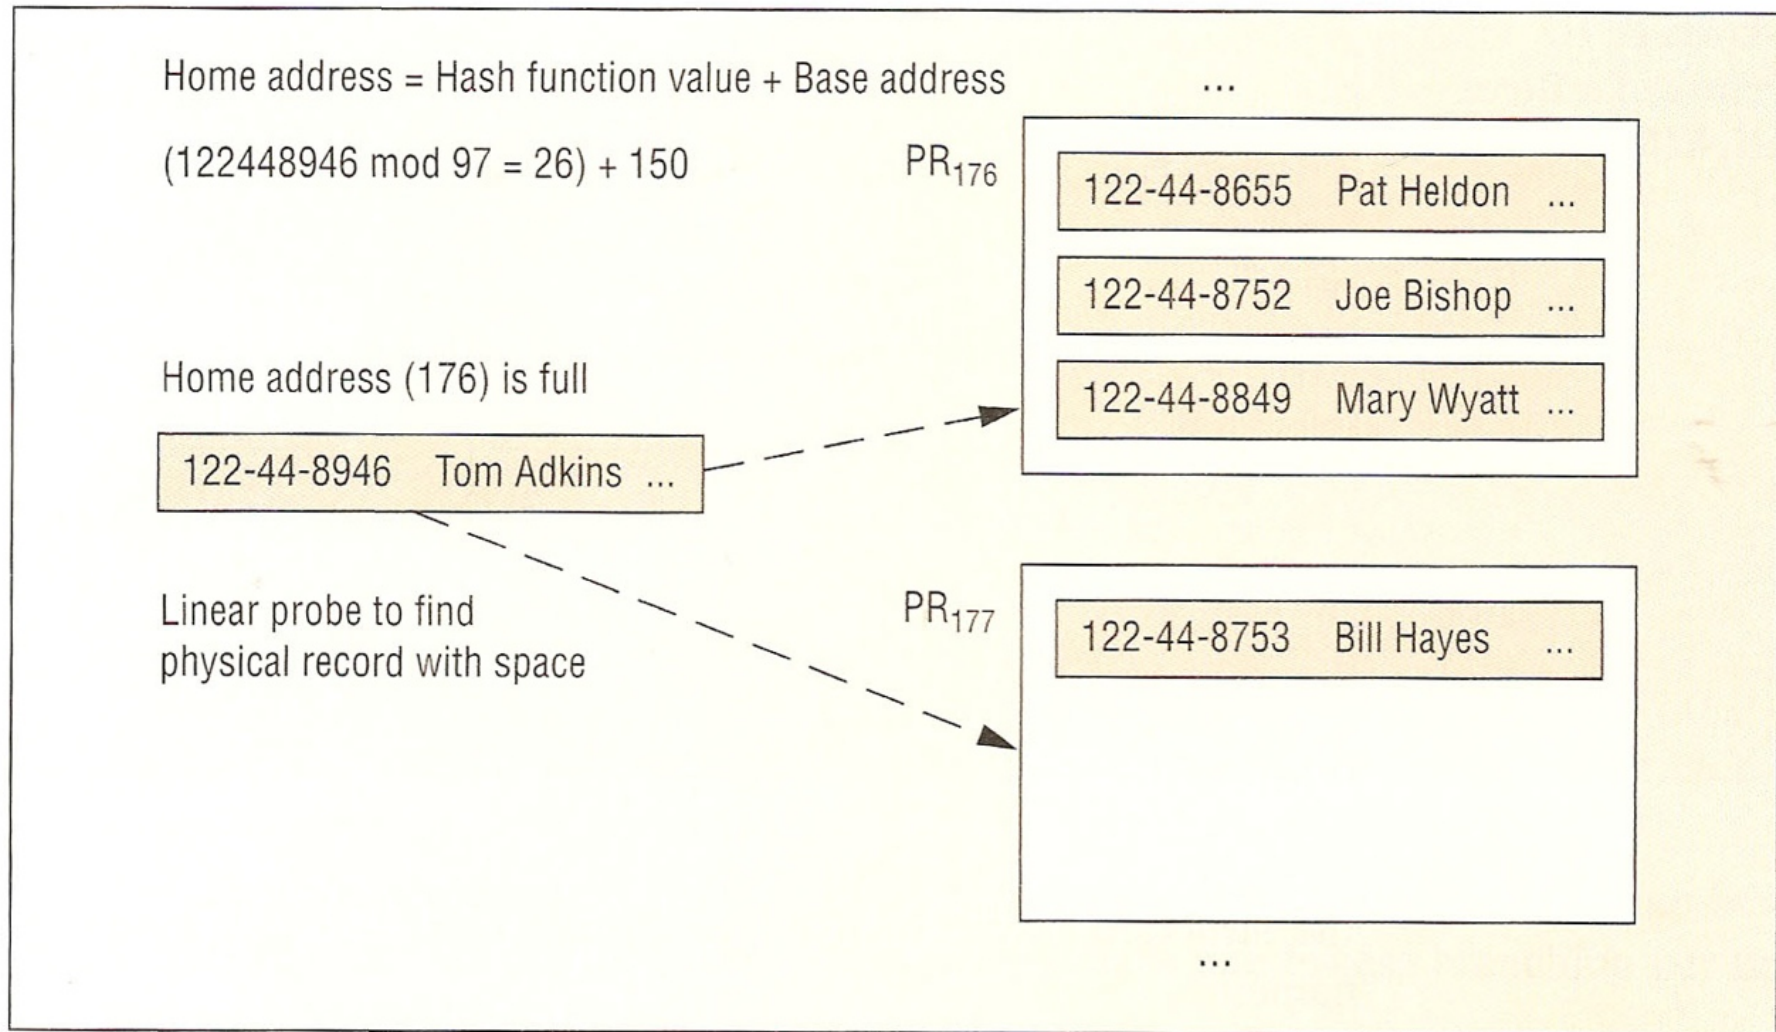 Home address = Hash function value + Base address
...
(122448946 mod 97 = 26) + 150
PR176
122-44-8655 Pat Heldon ...
122-44-8752 Joe Bishop ...
122-44-8849 Mary Wyatt ...
Home address (176) is full
122-44-8946 Tom Adkins ...
Linear probe to find
physical record with space
PR177
122-44-8753 Bill Hayes ...
...